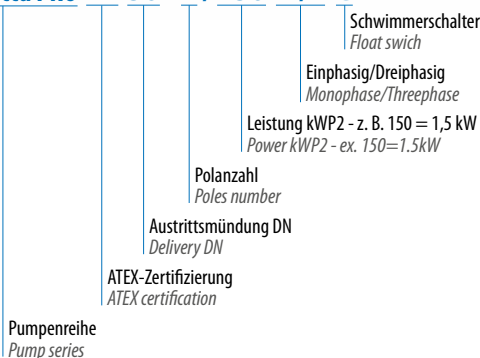 Schwimmerschalter
Float swich
Einphasig/Dreiphasig
Monophase/Threephase
Leistung kWP2 - z. B. 150 = 1,5 kW
Power kWP2 - ex. 150=1.5kW
Polanzahl
Poles number
Austrittsmündung DN
Delivery DN
ATEX-Zertifizierung
ATEX certification
Pumpenreihe
Pump series